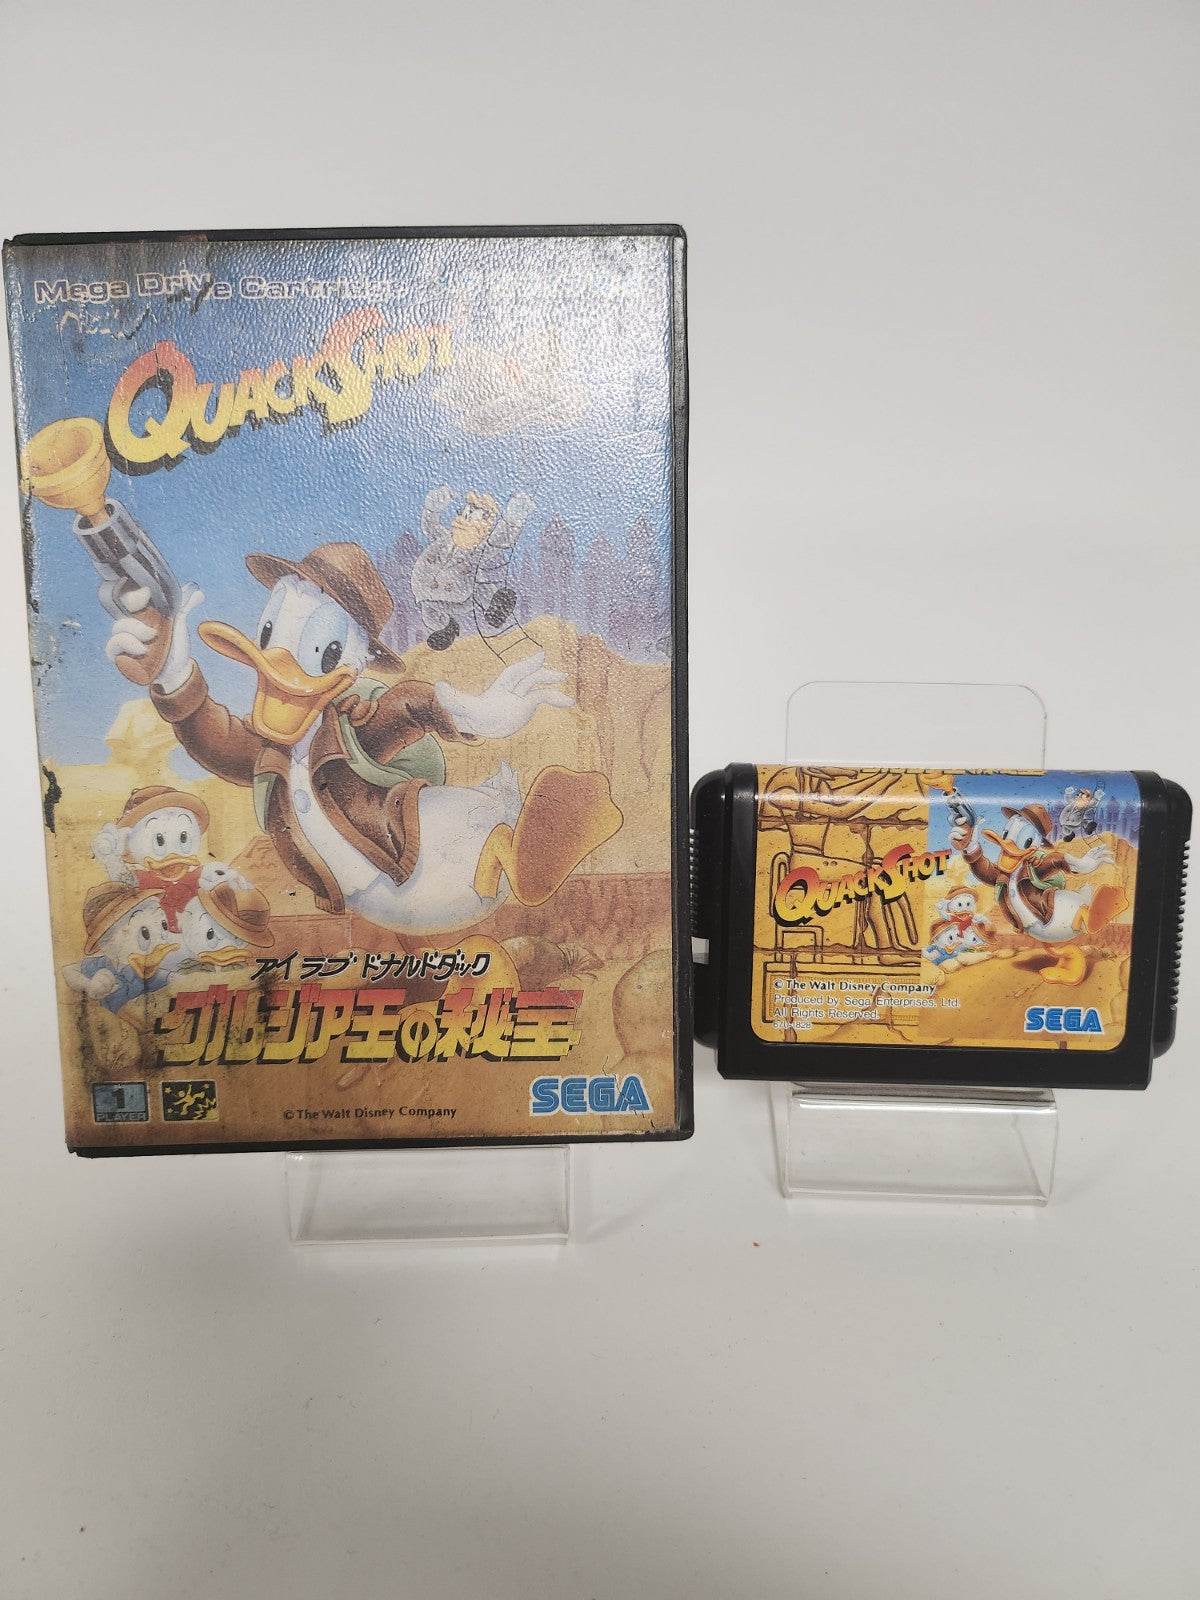 Mega Drive Cartridge
QUACKSHOT
アイ ラブ ドナルドダック
グルジア王の秘宝
1
PLAYER
© The Walt Disney Company
SEGA
QUACKSHOT
© The Walt Disney Company
Produced by Sega Enterprises, Ltd.
All Rights Reserved.
SEGA